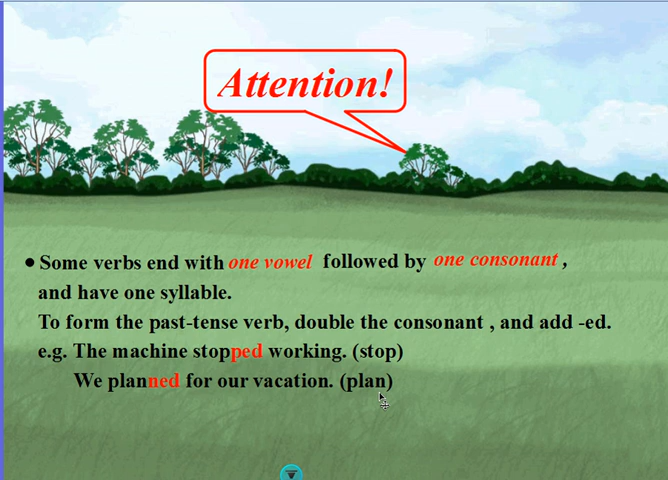 Attention!
• Some verbs end with one vowel followed by one consonant ,
and have one syllable.
To form the past-tense verb, double the consonant , and add -ed.
e.g. The machine stopped working. (stop)
We planned for our vacation. (plan)